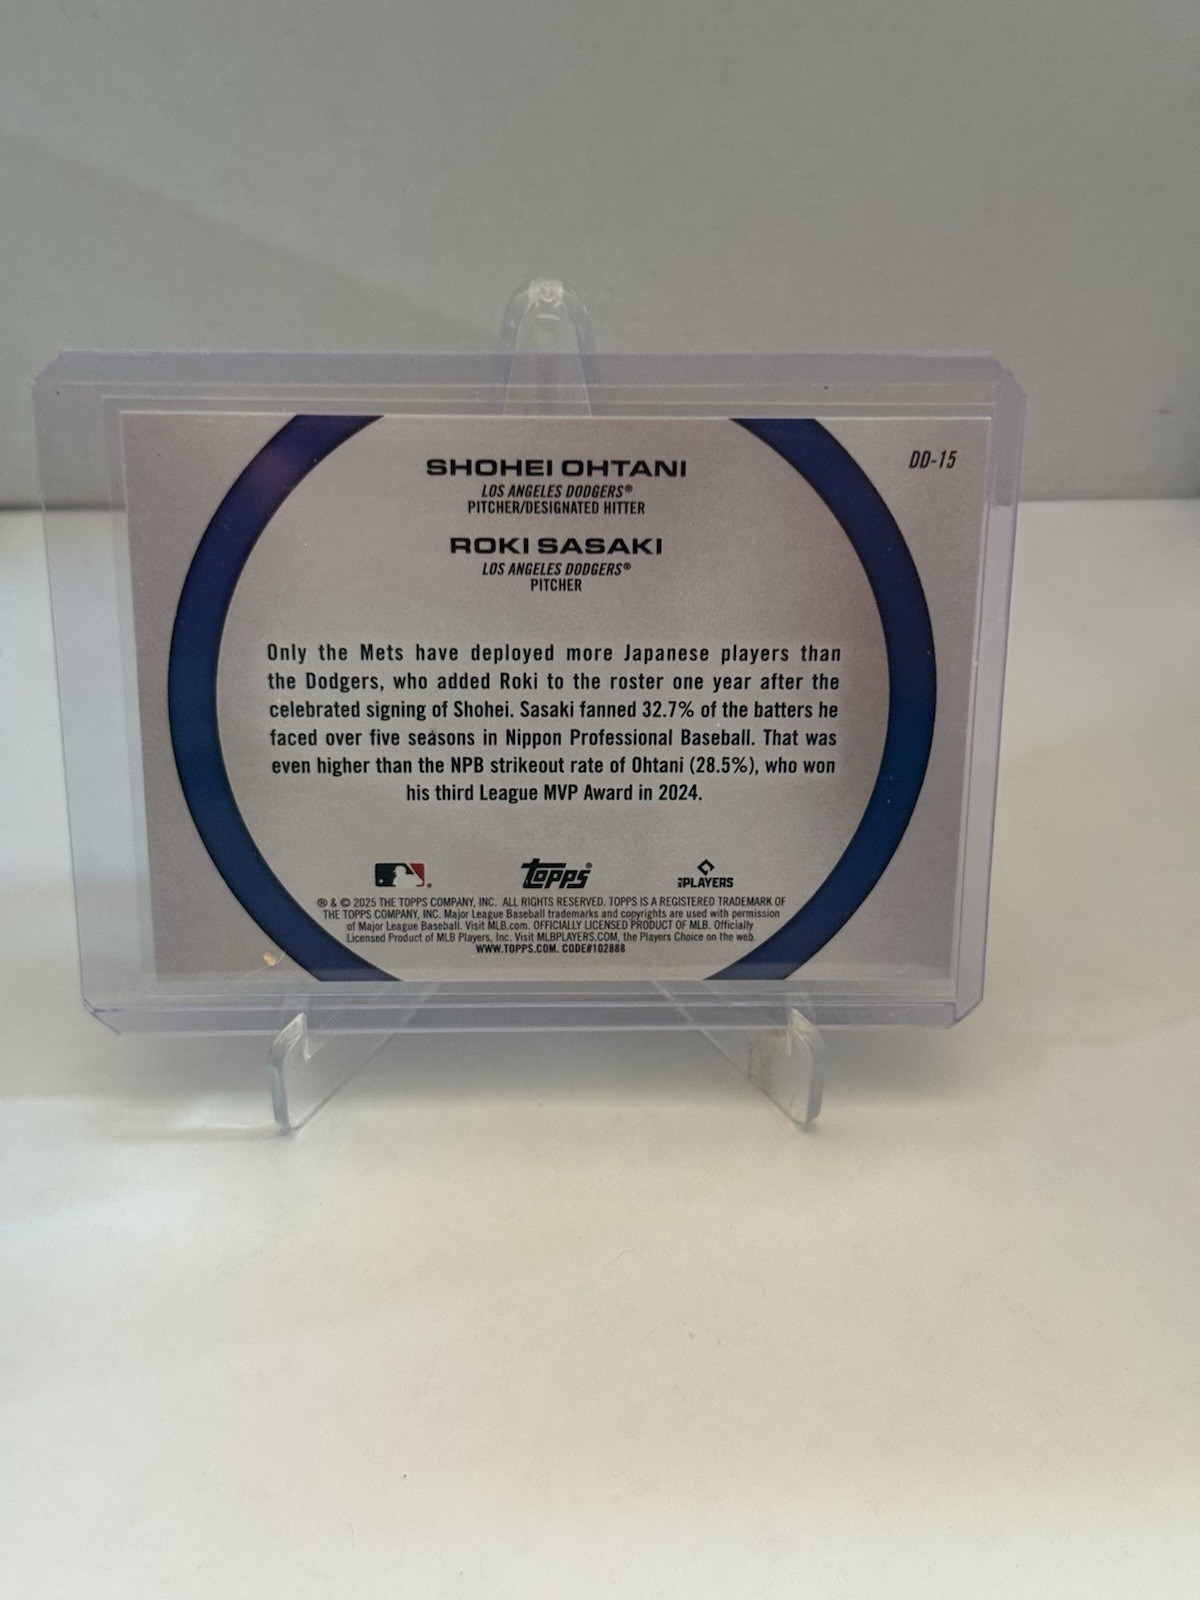 DD-15
SHOHEI OHTANI
LOS ANGELES DODGERS®
PITCHER/DESIGNATED HITTER
ROKI SASAKI
LOS ANGELES DODGERS®
PITCHER
Only the Mets have deployed more Japanese players than
the Dodgers, who added Roki to the roster one year after the
celebrated signing of Shohei. Sasaki fanned 32.7% of the batters he
faced over five seasons in Nippon Professional Baseball. That was
even higher than the NPB strikeout rate of Ohtani (28.5%), who won
his third League MVP Award in 2024.
Topps®
MLB PLAYERS
® & © 2025 THE TOPPS COMPANY, INC. ALL RIGHTS RESERVED. TOPPS IS A REGISTERED TRADEMARK OF
THE TOPPS COMPANY, INC. Major League Baseball trademarks and copyrights are used with permission
of Major League Baseball. Visit MLB.com. OFFICIALLY LICENSED PRODUCT OF MLB. Officially
Licensed Product of MLB Players, Inc. Visit MLBPLAYERS.COM, the Players Choice on the web.
WWW.TOPPS.COM. CODE#102888